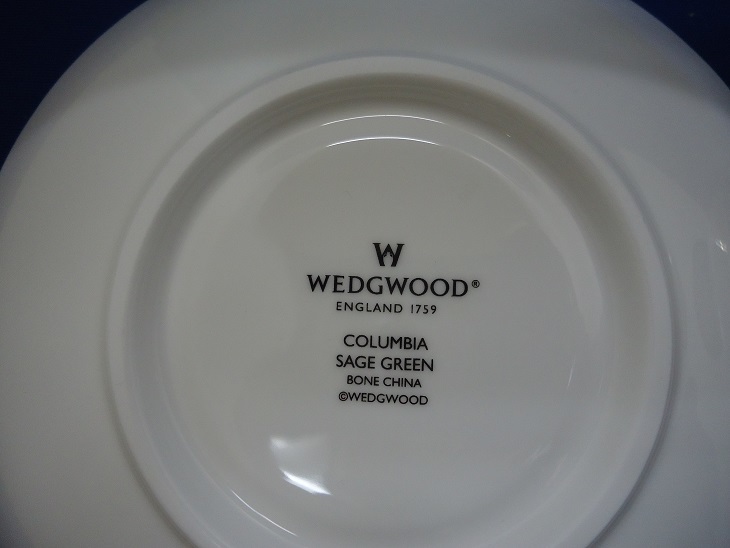 W
WEDGWOOD®
ENGLAND 1759
COLUMBIA
SAGE GREEN
BONE CHINA
©WEDGWOOD